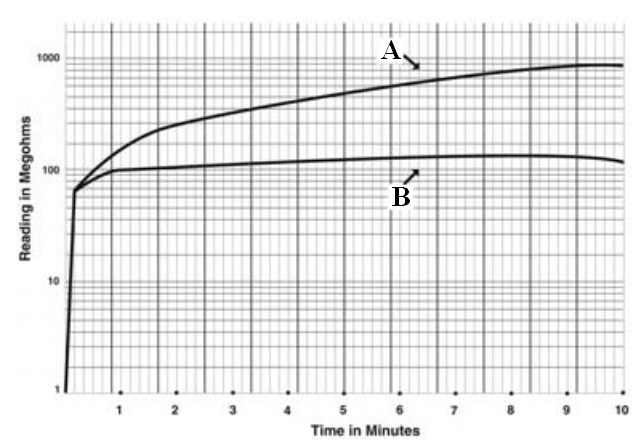 A
1000
100
B
10
1
Reading in Megohms
1 2 3 4 5 6 7 8 9 10
Time in Minutes